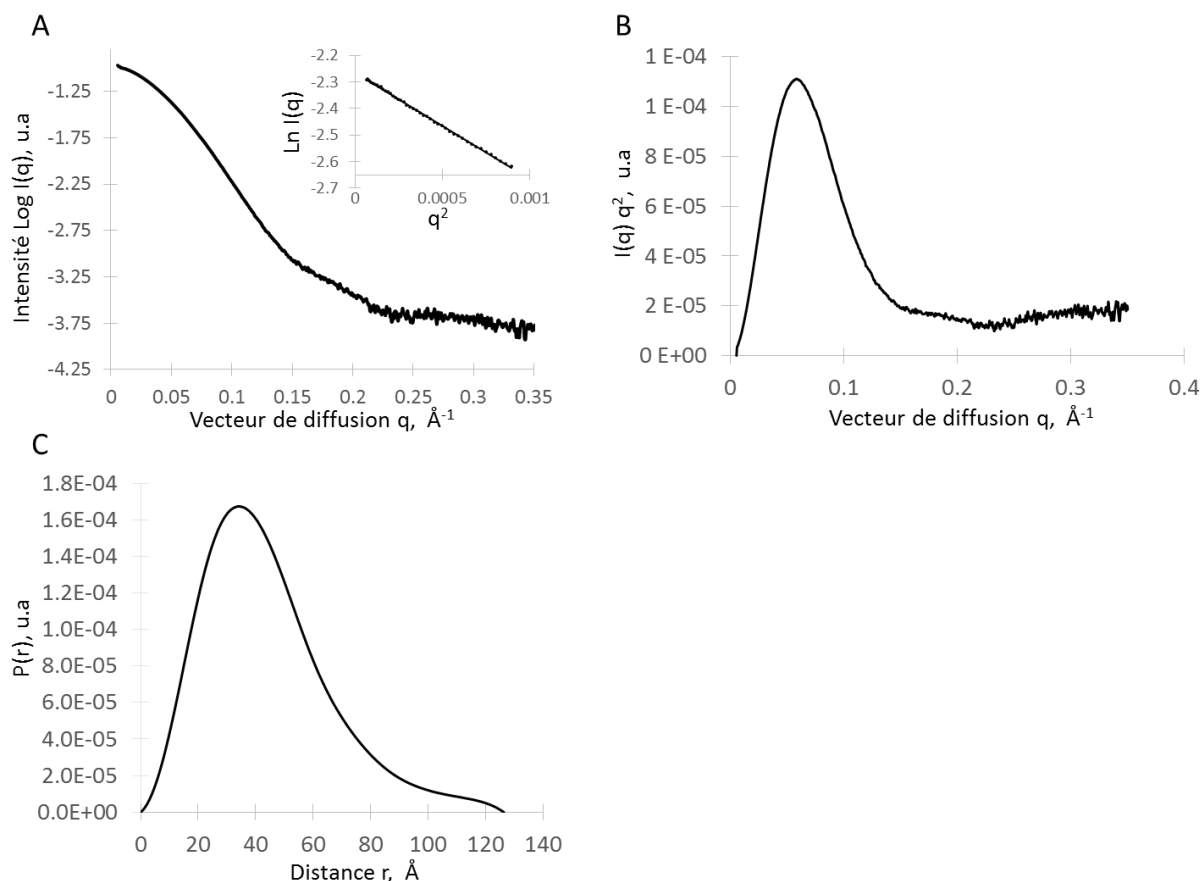 A
Intensité Log I(q), u.a
-1.25
-1.75
-2.25
-2.75
-3.25
-3.75
-4.25
0
0.05
0.1
0.15
0.2
0.25
0.3
0.35
Vecteur de diffusion q, Å-1
Ln I(q)
-2.2
-2.3
-2.4
-2.5
-2.6
-2.7
0
0.0005
0.001
q2
B
I(q) q2, u.a
1 E-04
1 E-04
8 E-05
6 E-05
4 E-05
2 E-05
0 E+00
0
0.1
0.2
0.3
0.4
Vecteur de diffusion q, Å-1
C
P(r), u.a
1.8E-04
1.6E-04
1.4E-04
1.2E-04
1.0E-04
8.0E-05
6.0E-05
4.0E-05
2.0E-05
0.0E+00
0
20
40
60
80
100
120
140
Distance r, Å